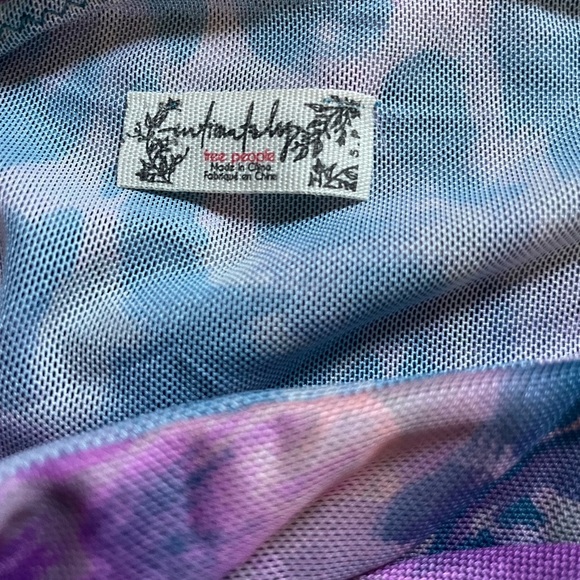 intimately
free people
Made in China
Fabriqué en Chine
S P